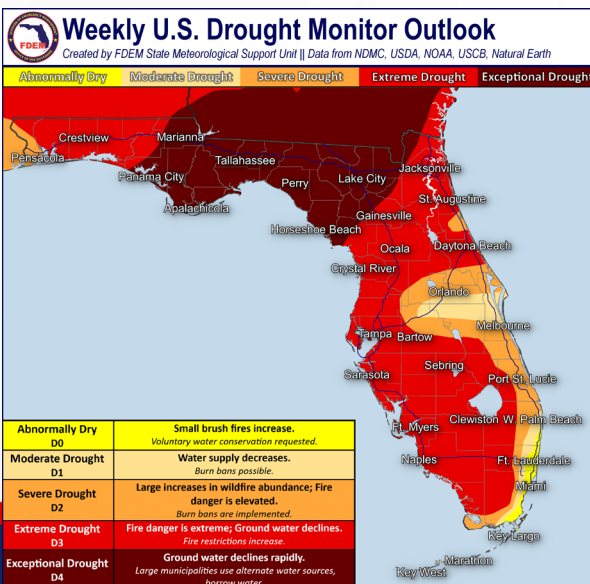 Weekly U.S. Drought Monitor Outlook
Created by FDEM State Meteorological Support Unit || Data from NDMC, USDA, NOAA, USCB, Natural Earth
FDEM
Abnormally Dry Moderate Drought Severe Drought Extreme Drought Exceptional Drought
Crestview
Marianna
Pensacola
Tallahassee
Jacksonville
Panama City
Perry
Lake City
St. Augustine
Apalachicola
Gainesville
Horseshoe Beach
Ocala
Daytona Beach
Crystal River
Orlando
Melbourne
Tampa
Bartow
Sebring
Sarasota
Port St. Lucie
Clewiston
W. Palm Beach
Ft. Myers
Naples
Ft. Lauderdale
Miami
Key Largo
Marathon
Key West
Abnormally Dry
D0
Small brush fires increase.
Voluntary water conservation requested.
Moderate Drought
D1
Water supply decreases.
Burn bans possible.
Severe Drought
D2
Large increases in wildfire abundance; Fire
danger is elevated.
Burn bans are implemented.
Extreme Drought
D3
Fire danger is extreme; Ground water declines.
Fire restrictions increase.
Exceptional Drought
D4
Ground water declines rapidly.
Large municipalities use alternate water sources,
borrow water.